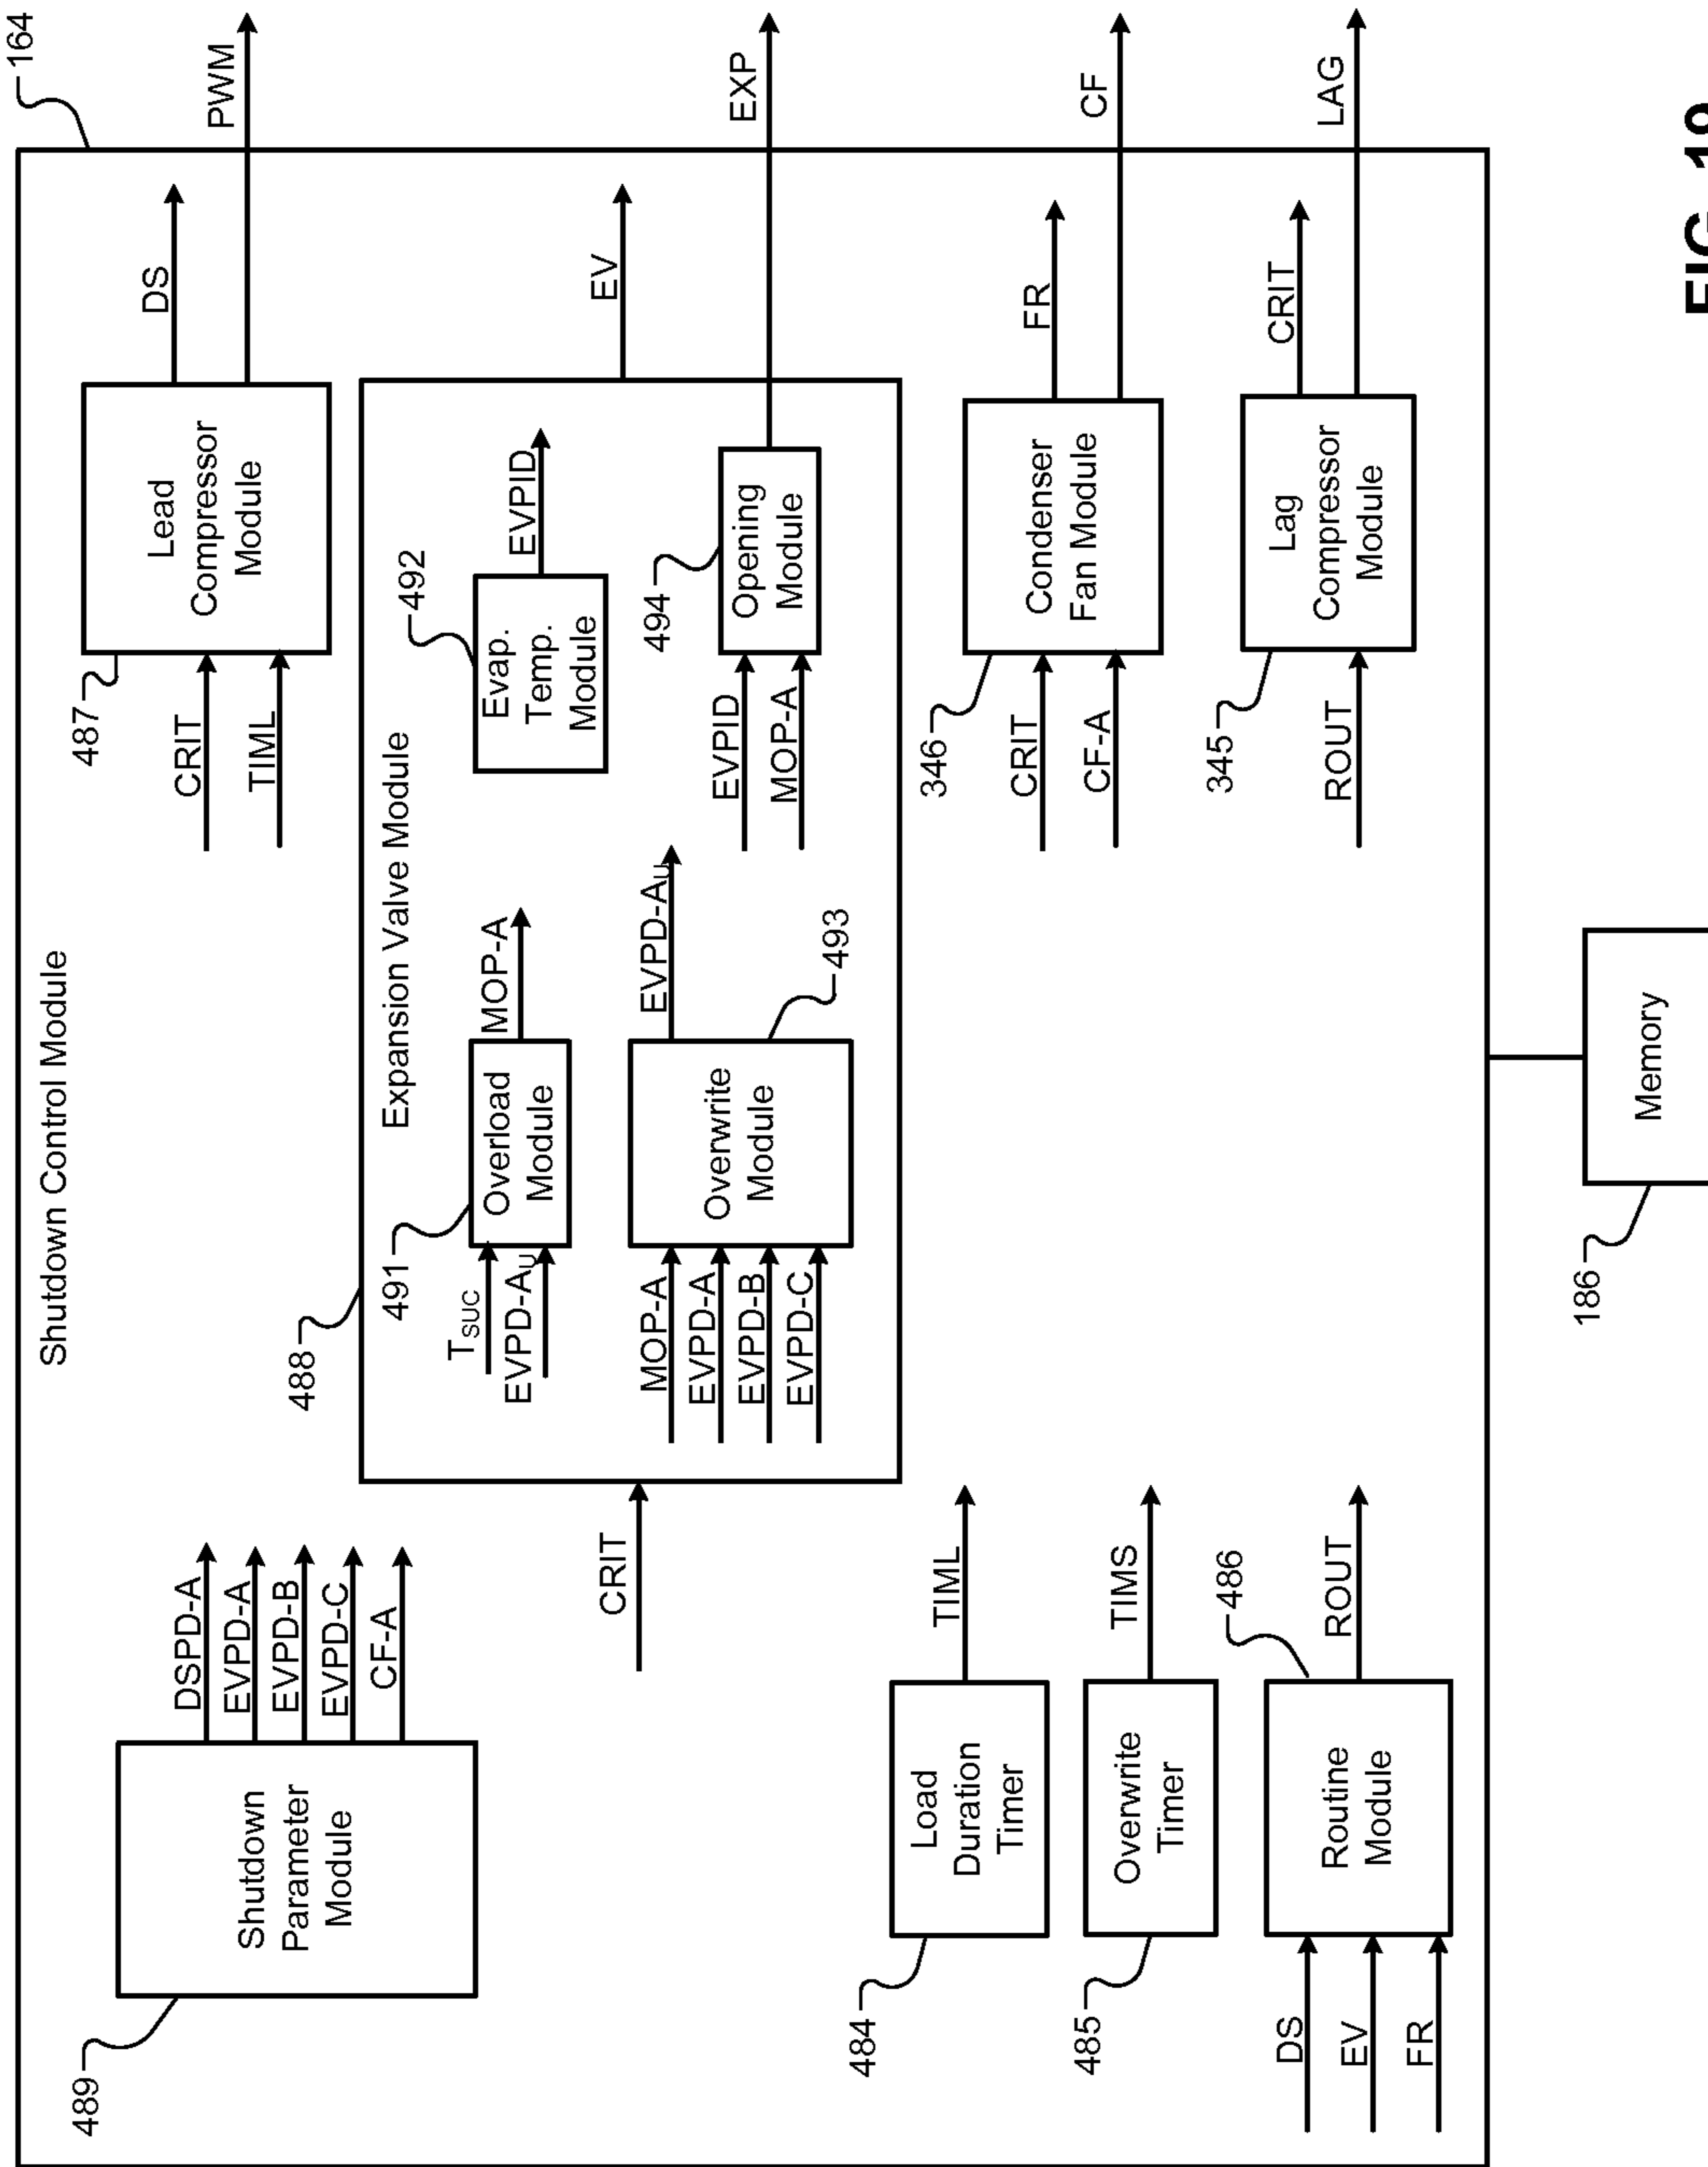 Shutdown Control Module
164
489
Shutdown
Parameter
Module
DSPD-A
EVPD-A
EVPD-B
EVPD-C
CF-A
487
CRIT
TIML
Lead
Compressor
Module
DS
PWM
488
Expansion Valve Module
CRIT
491
TSUC
EVPD-AU
Overload
Module
MOP-A
492
Evap.
Temp.
Module
EVPID
MOP-A
EVPD-A
EVPD-B
EVPD-C
Overwrite
Module
493
EVPD-AU
EVPID
MOP-A
494
Opening
Module
EV
EXP
484
Load
Duration
Timer
TIML
346
CRIT
CF-A
Condenser
Fan Module
FR
CF
485
Overwrite
Timer
TIMS
486
DS
EV
FR
Routine
Module
ROUT
345
ROUT
Lag
Compressor
Module
CRIT
LAG
186
Memory
FIG.